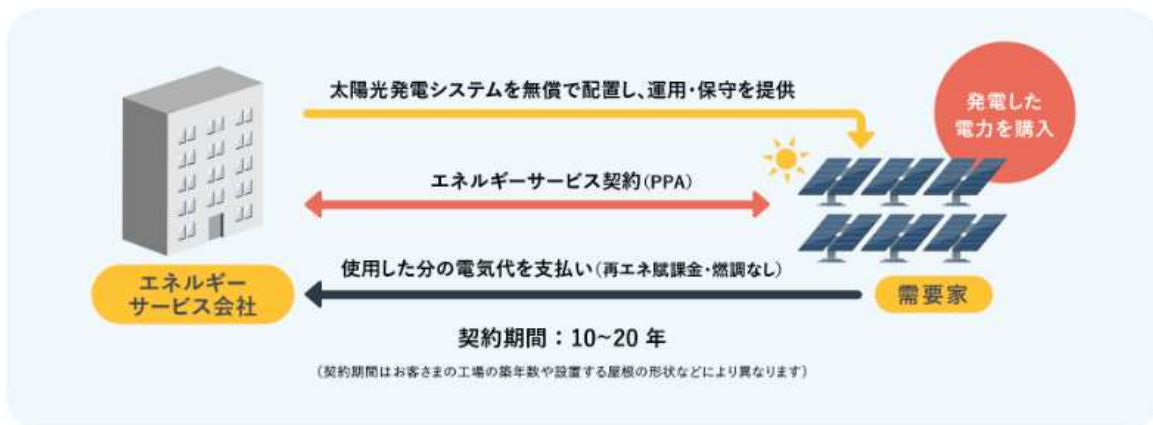 太陽光発電システムを無償で配置し、運用・保守を提供
発電した
電力を購入
エネルギーサービス契約(PPA)
使用した分の電気代を支払い(再エネ賦課金・燃調なし)
エネルギー
サービス会社
需要家
契約期間：10~20 年
(契約期間はお客さまの工場の築年数や設置する屋根の形状などにより異なります)